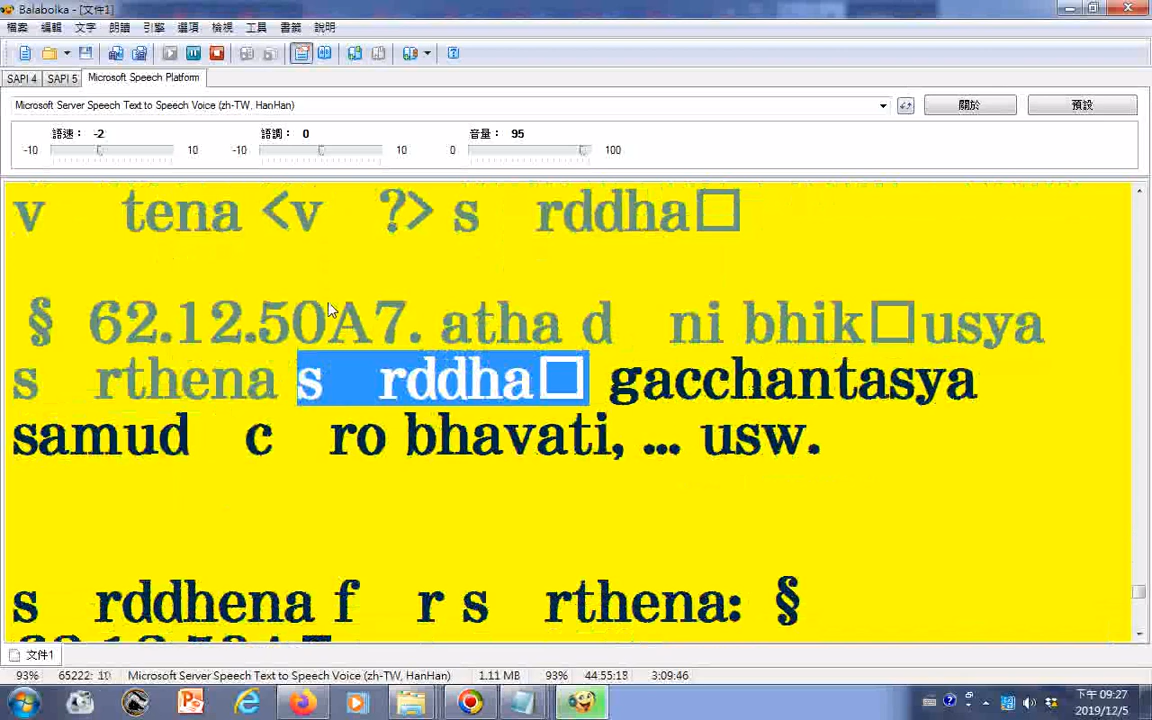 Balabolka - [文件1]
檔案 編輯 文字 朗讀 引擎 選項 檢視 工具 書籤 說明
SAPI 4 SAPI 5 Microsoft Speech Platform
Microsoft Server Speech Text to Speech Voice (zh-TW, HanHan) 關於 預設
語速： -2 語調： 0 音量： 95
-10 10 -10 10 0 100
v tena <v ?> s rddha□
§ 62.12.50A7. atha d ni bhik□usya
s rthena s rddha□ gacchantasya
samud c ro bhavati, ... usw.
s rddhena f r s rthena: §
文件1
93% 65222: 10 Microsoft Server Speech Text to Speech Voice (zh-TW, HanHan) 1.11 MB 93% 44:55:18 3:09:46
下午 09:27
2019/12/5